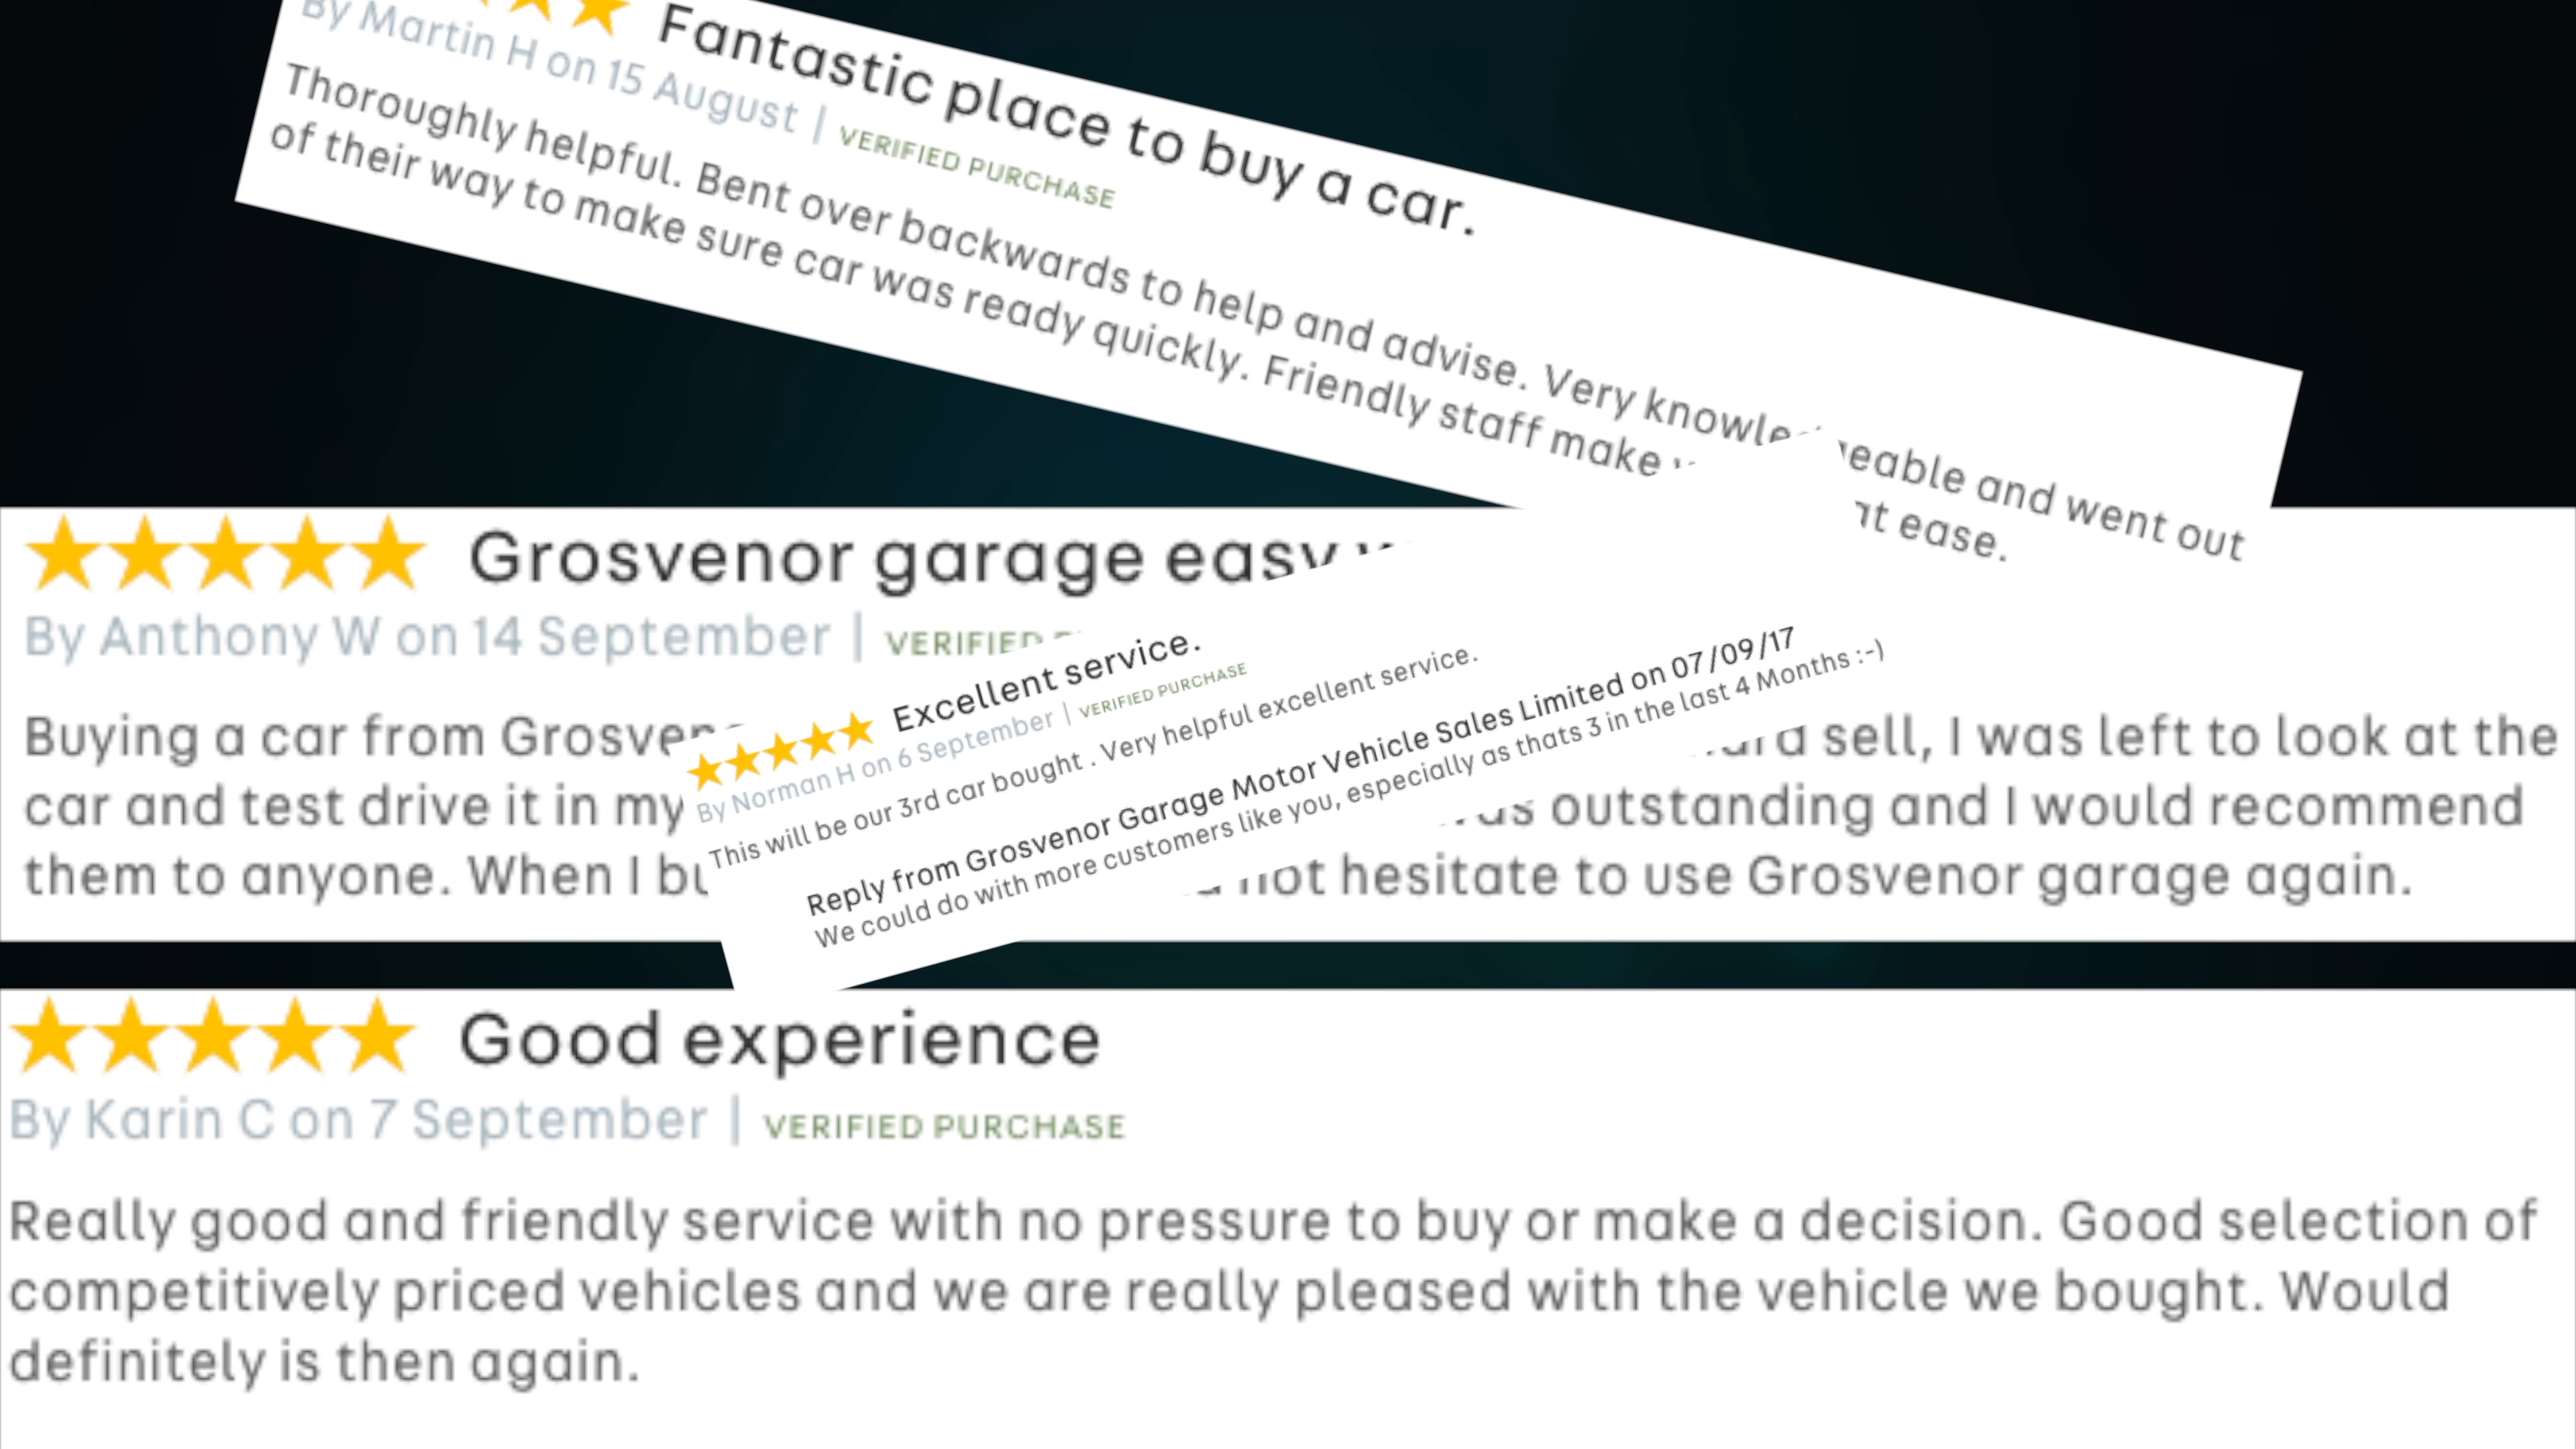 Fantastic place to buy a car.
By Martin H on 15 August | VERIFIED PURCHASE
Thoroughly helpful. Bent over backwards to help and advise. Very and went out
of their way to make sure car was ready quickly. Friendly staff make at ease.
Grosvenor garage easy
By Anthony W on 14 September | VERIFIED
Buying a car from sell, I was left to look at the
car and test drive it in my outstanding and I would recommend
them to anyone. When I not hesitate to use Grosvenor garage again.
Excellent service.
By Norman H on 6 September | VERIFIED PURCHASE
This will be our 3rd car bought . Very helpful excellent service.
Reply from Grosvenor Garage Motor Vehicle Sales Limited on 07/09/17
We could do with more customers like you, especially as thats 3 in the last 4 Months :-)
Good experience
By Karin C on 7 September | VERIFIED PURCHASE
Really good and friendly service with no pressure to buy or make a decision. Good selection of
competitively priced vehicles and we are really pleased with the vehicle we bought. Would
definitely is then again.